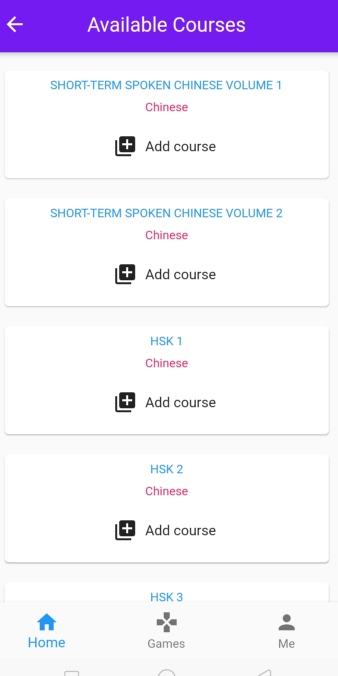 Available Courses
SHORT-TERM SPOKEN CHINESE VOLUME 1
Chinese
Add course
SHORT-TERM SPOKEN CHINESE VOLUME 2
Chinese
Add course
HSK 1
Chinese
Add course
HSK 2
Chinese
Add course
HSK 3
Home
Games
Me